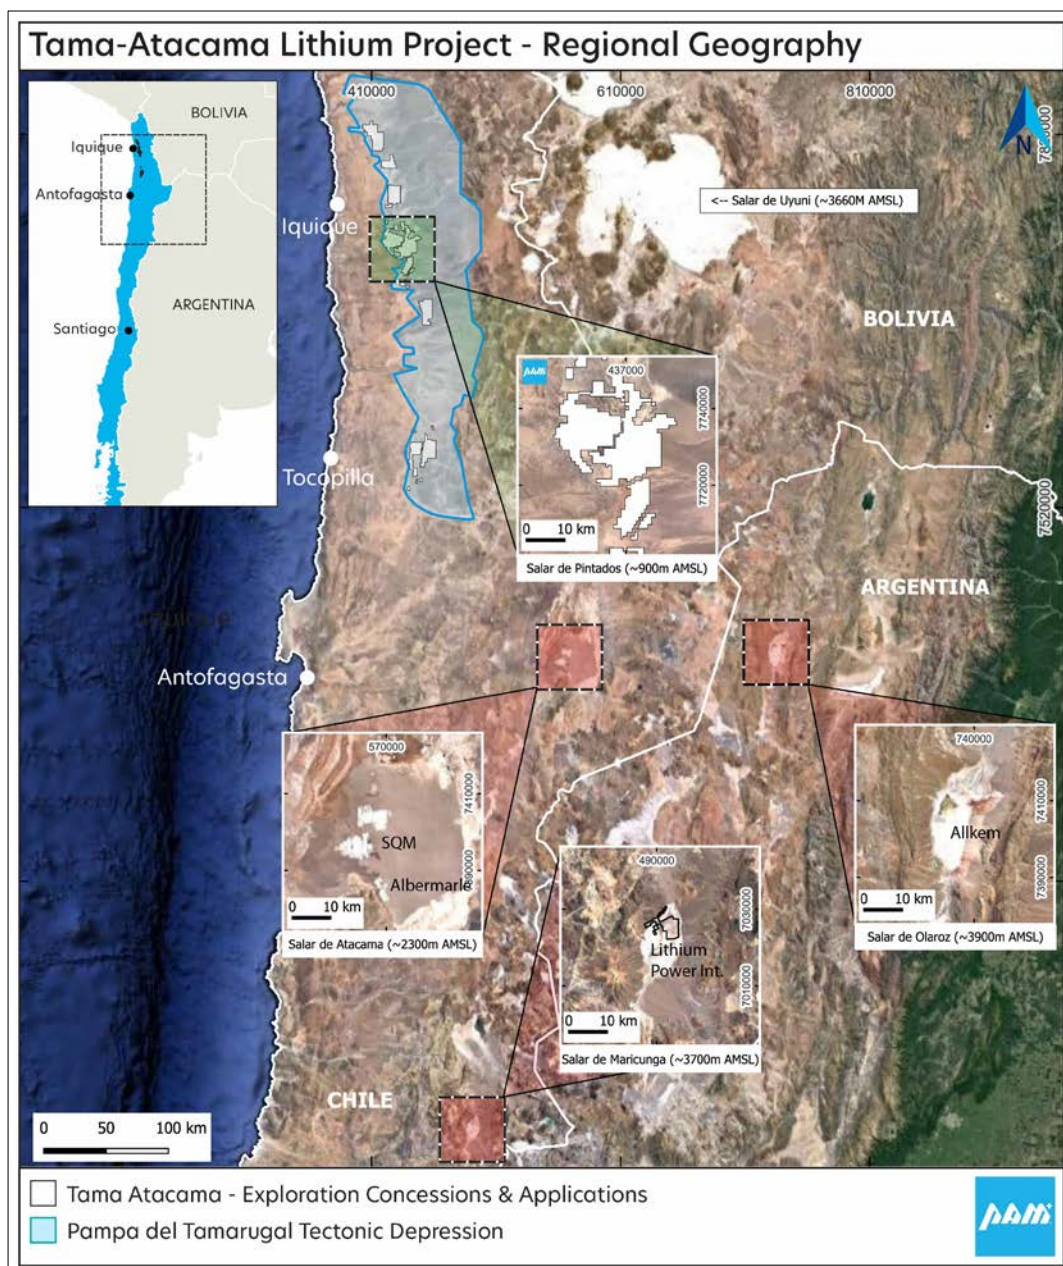 Tama-Atacama Lithium Project - Regional Geography
410000
610000
810000
N
BOLIVIA
Iquique
Antofagasta
ARGENTINA
Santiago
<-- Salar de Uyuni (~3660M AMSL)
Iquique
BOLIVIA
pam
437000
7740000
7720000
0 10 km
Salar de Pintados (~900m AMSL)
Tocopilla
7520000
ARGENTINA
Antofagasta
570000
7410000
SQM
Albermarle
0 10 km
Salar de Atacama (~2300m AMSL)
740000
7410000
Allkem
7390000
0 10 km
Salar de Olaroz (~3900m AMSL)
490000
7030000
Lithium
Power Int.
7010000
0 10 km
Salar de Maricunga (~3700m AMSL)
CHILE
0 50 100 km
Tama Atacama - Exploration Concessions & Applications
Pampa del Tamarugal Tectonic Depression
pam